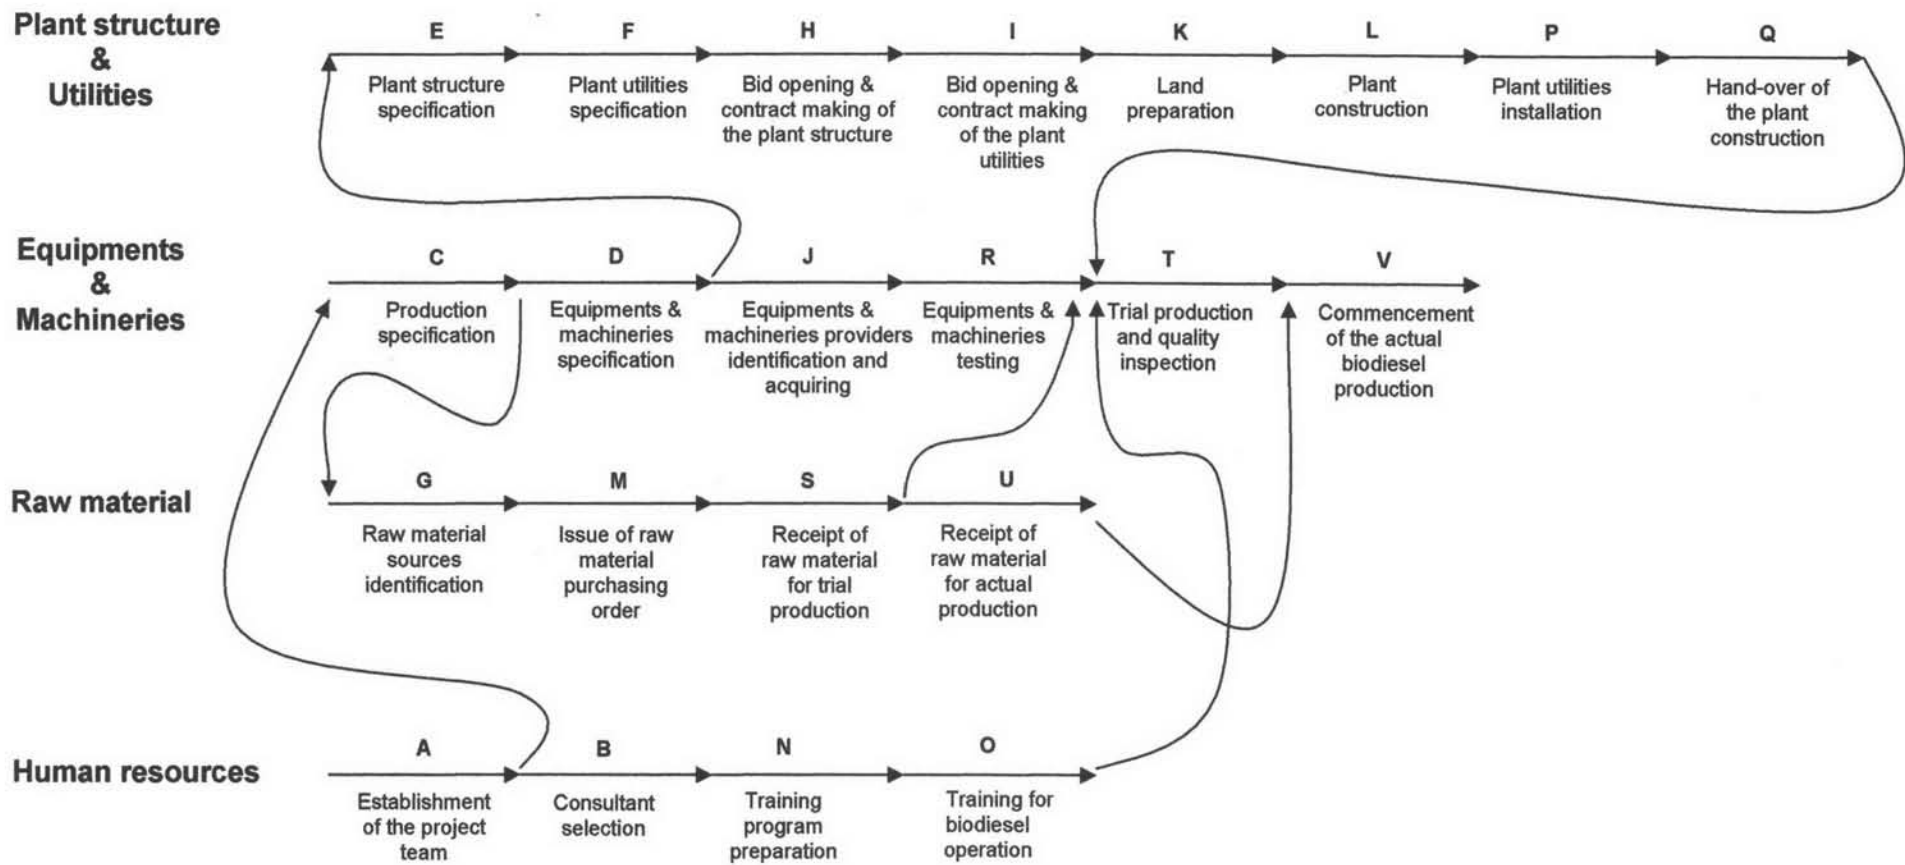 Plant structure
&
Utilities
E
F
H
I
K
L
P
Q
Plant structure
specification
Plant utilities
specification
Bid opening &
contract making of
the plant structure
Bid opening &
contract making
of the plant
utilities
Land
preparation
Plant
construction
Plant utilities
installation
Hand-over of
the plant
construction
Equipments
&
Machineries
C
D
J
R
T
V
Production
specification
Equipments &
machineries
specification
Equipments &
machineries providers
identification and
acquiring
Equipments &
machineries
testing
Trial production
and quality
inspection
Commencement
of the actual
biodiesel
production
Raw material
G
M
S
U
Raw material
sources
identification
Issue of raw
material
purchasing
order
Receipt of
raw material
for trial
production
Receipt of
raw material
for actual
production
Human resources
A
B
N
O
Establishment
of the project
team
Consultant
selection
Training
program
preparation
Training for
biodiesel
operation